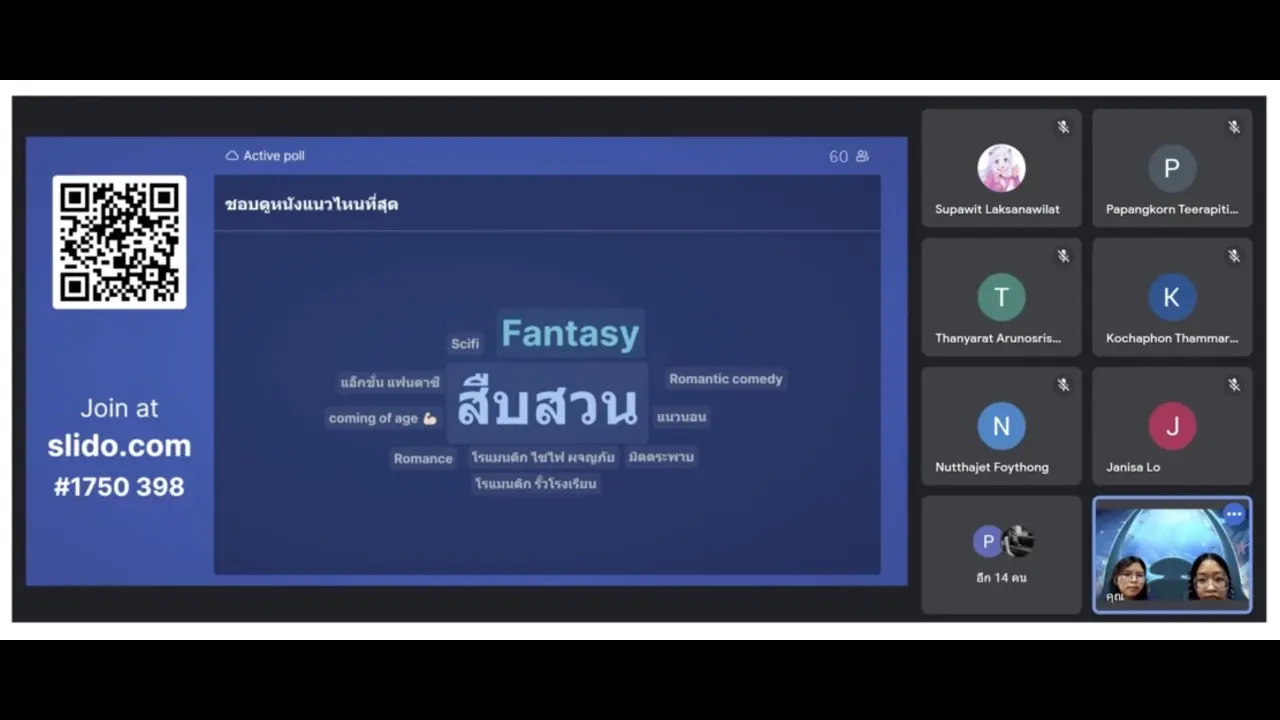 Active poll
60
ชอบดูหนังแนวไหนที่สุด
Join at
slido.com
#1750 398
Scifi
Fantasy
แอ็กชั่น แฟนตาซี
สืบสวน
Romantic comedy
coming of age 💪🏻
แนวนอน
Romance
โรแมนติก ไซไฟ ผจญภัย
มิตตระพาบ
โรแมนติก รั้วโรงเรียน
Supawit Laksanawilat
P
Papangkorn Teerapiti...
T
Thanyarat Arunosris...
K
Kochaphon Thammar...
N
Nutthajet Foythong
J
Janisa Lo
P
อีก 14 คน
คุณ